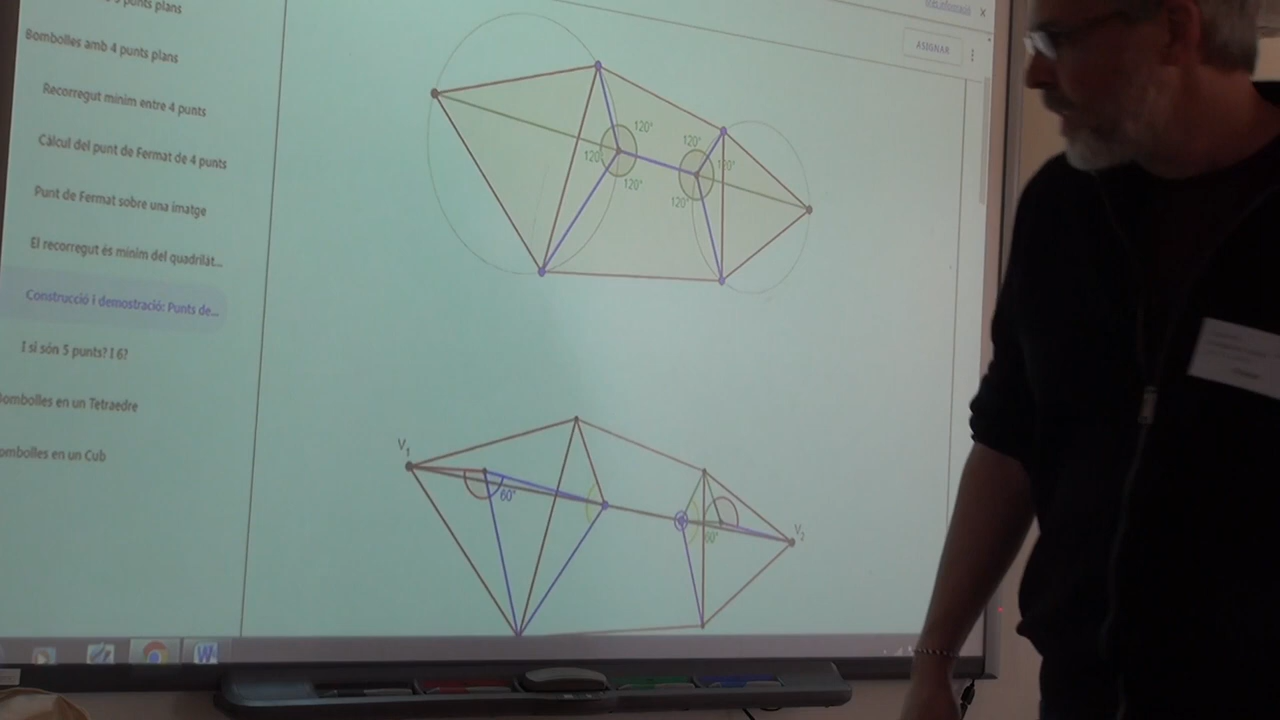 punts plans
Bombolles amb 4 punts plans
Recorregut mínim entre 4 punts
Càlcul del punt de Fermat de 4 punts
Punt de Fermat sobre una imatge
El recorregut és mínim del quadrilàt...
Construcció i demostració: Punts de...
I si són 5 punts? I 6?
Bombolles en un Tetraedre
ombolles en un Cub
ASSIGNAR
120°
120°
120°
120°
120°
120°
V1
60°
V2
60°
W